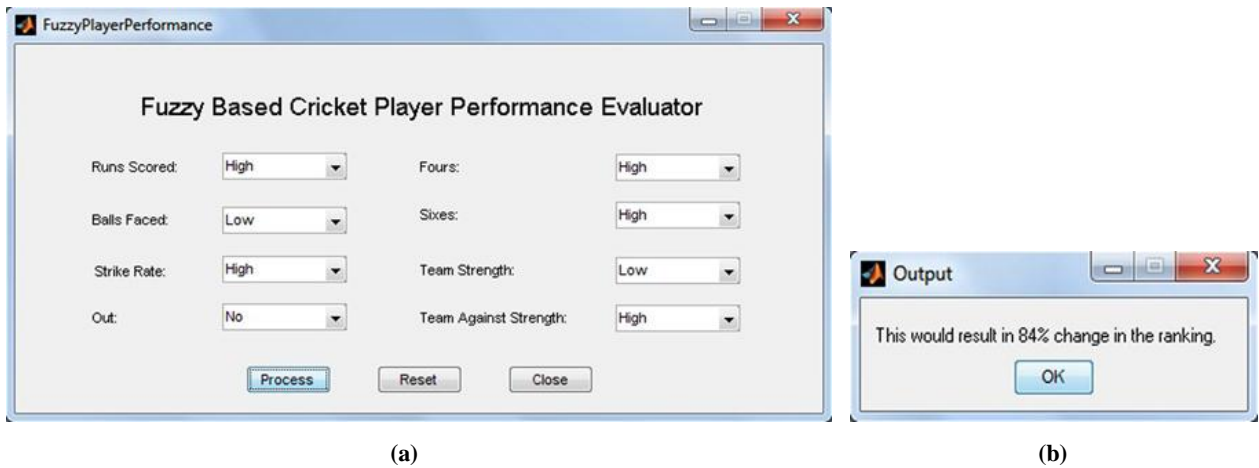 FuzzyPlayerPerformance
Fuzzy Based Cricket Player Performance Evaluator
Runs Scored: High Fours: High
Balls Faced: Low Sixes: High
Strike Rate: High Team Strength: Low
Out: No Team Against Strength: High
Process Reset Close
Output
This would result in 84% change in the ranking.
OK
(a) (b)